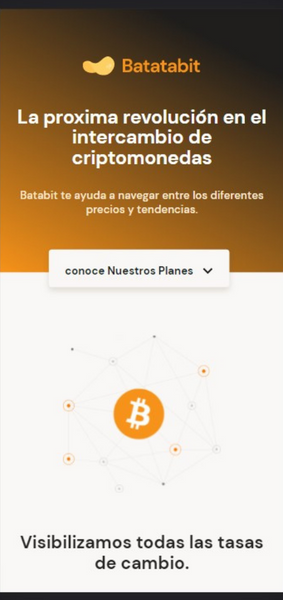 Batatabit
La proxima revolución en el
intercambio de
criptomonedas
Batabit te ayuda a navegar entre los diferentes
precios y tendencias.
conoce Nuestros Planes
Visibilizamos todas las tasas
de cambio.